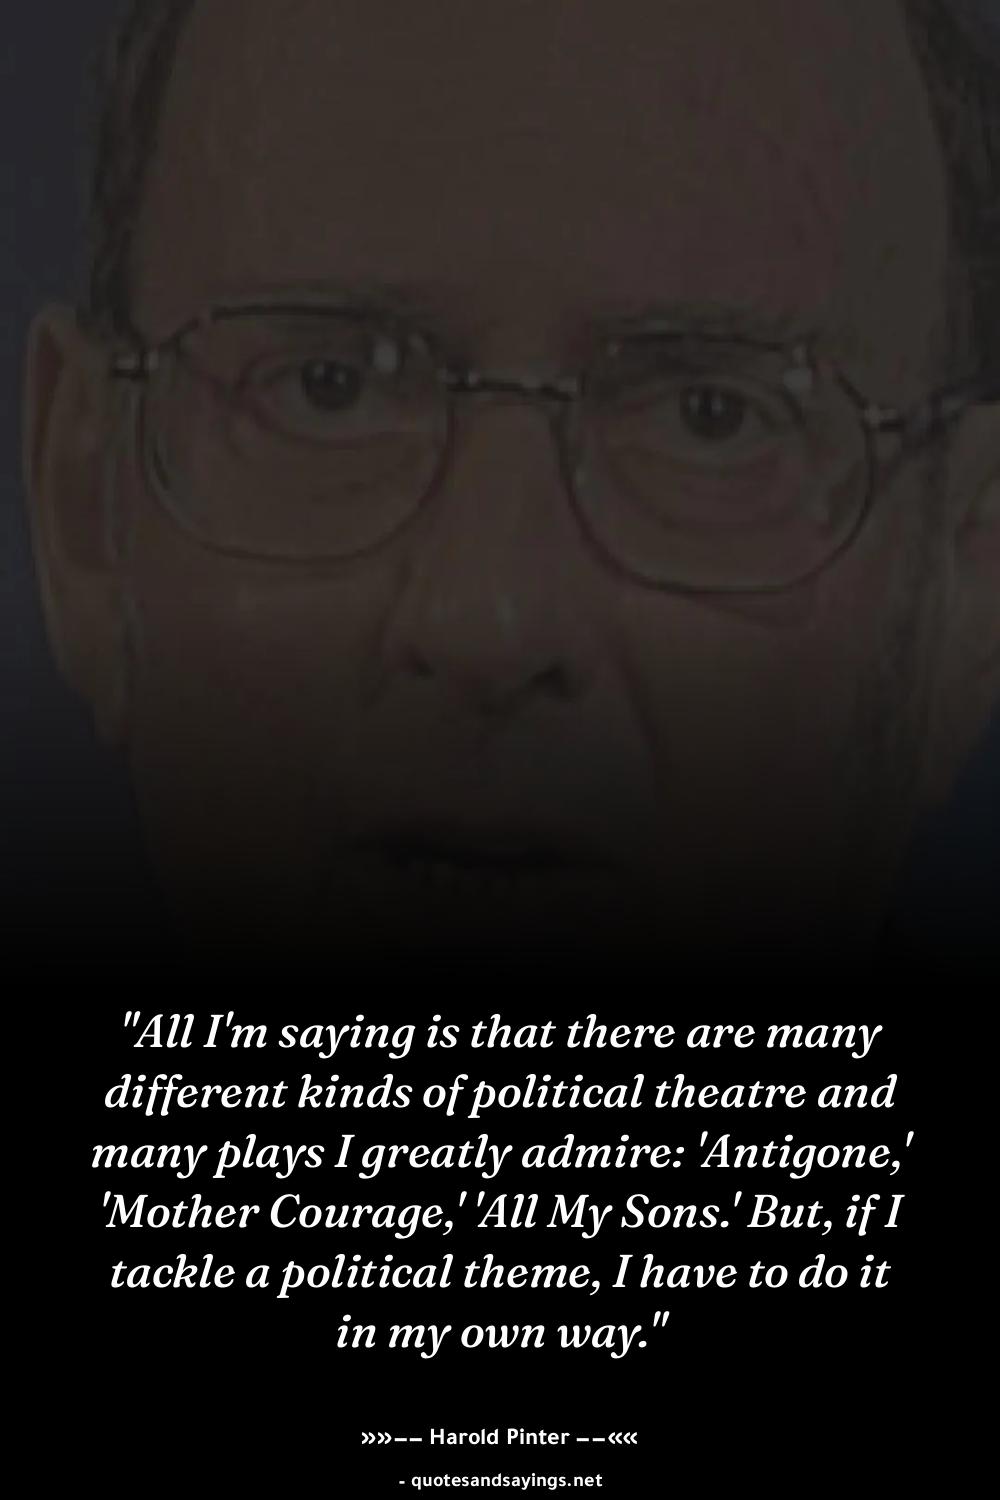 "All I'm saying is that there are many
different kinds of political theatre and
many plays I greatly admire: 'Antigone,'
'Mother Courage,' 'All My Sons.' But, if I
tackle a political theme, I have to do it
in my own way."
»»–– Harold Pinter ––««
- quotesandsayings.net